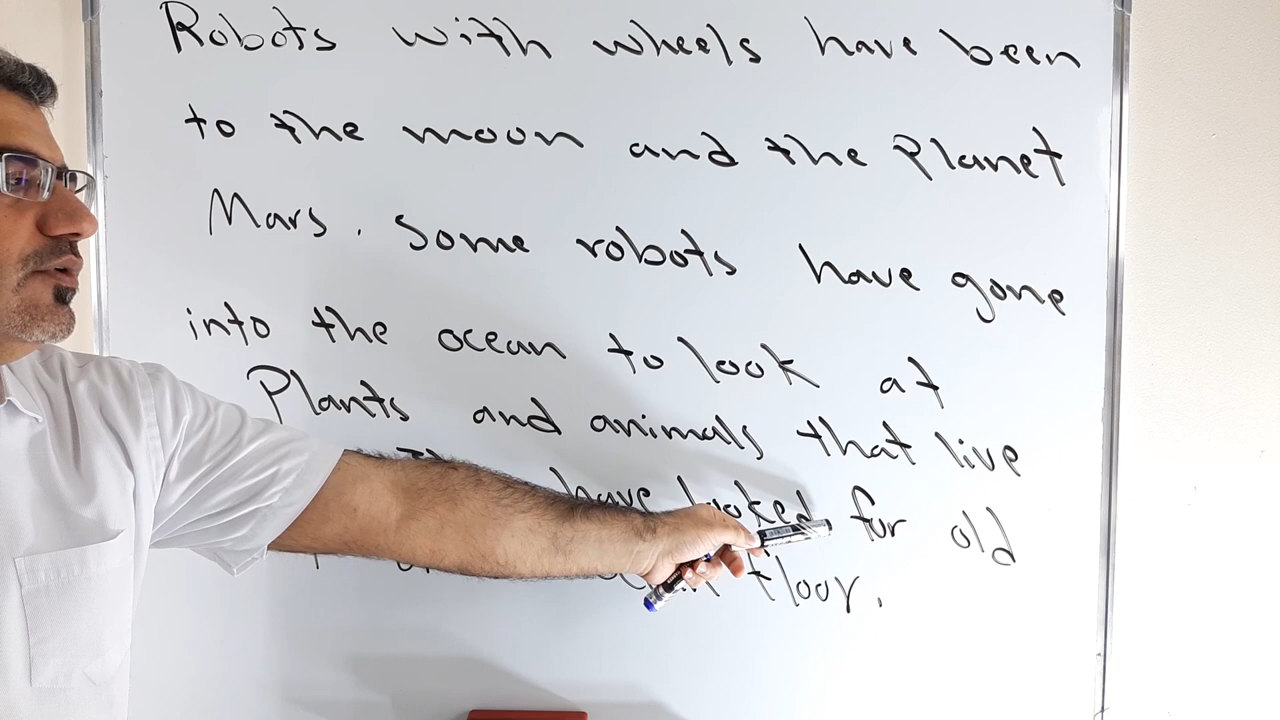 Robots with wheels have been
to the moon and the Planet
Mars. Some robots have gone
into the ocean to look at
Plants and animals that live
have looked for old
floor.